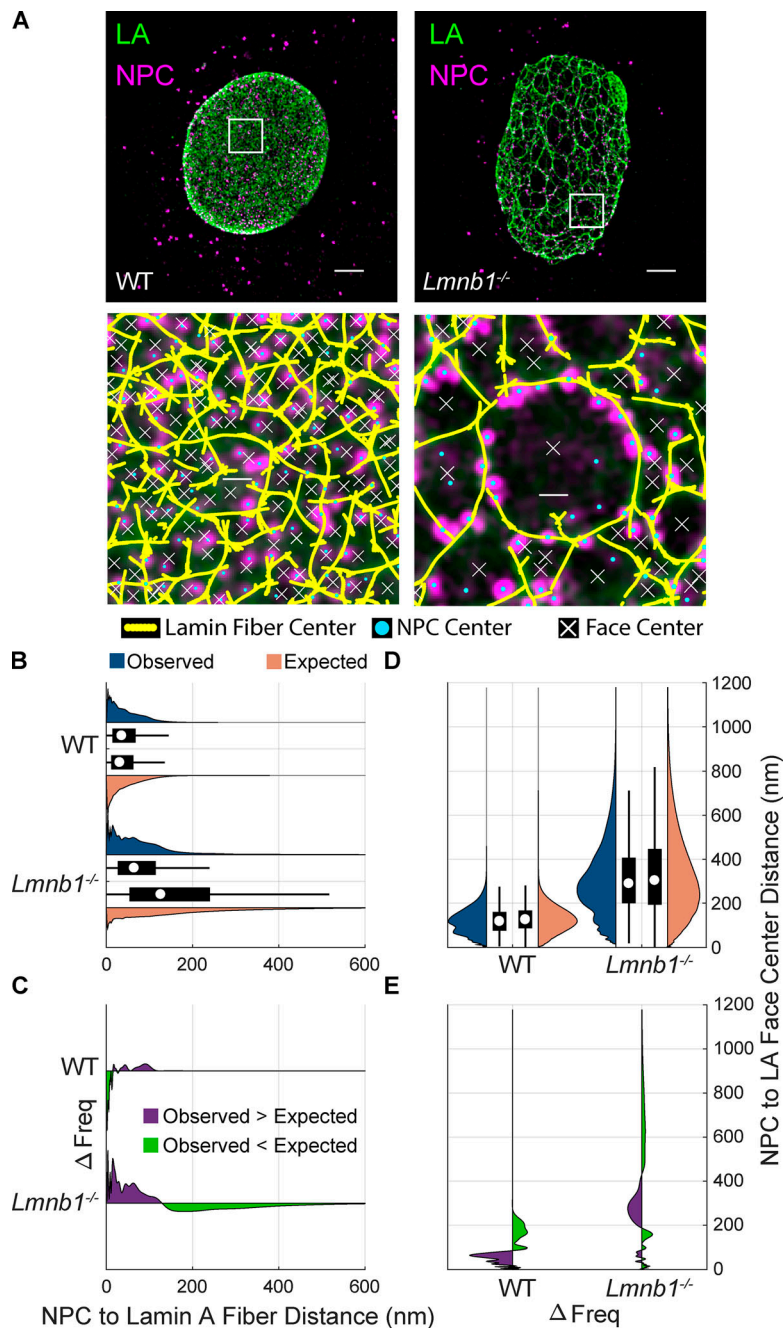 A
LA
NPC
WT
LA
NPC
Lmnb1-/-
Lamin Fiber Center
NPC Center
Face Center
B
Observed
Expected
WT
Lmnb1-/-
0
200
400
600
C
WT
Δ Freq
Observed > Expected
Observed < Expected
Lmnb1-/-
0
200
400
600
NPC to Lamin A Fiber Distance (nm)
D
1200
1000
800
600
400
200
0
WT
Lmnb1-/-
E
1200
1000
800
600
400
200
0
WT
Lmnb1-/-
Δ Freq
NPC to LA Face Center Distance (nm)